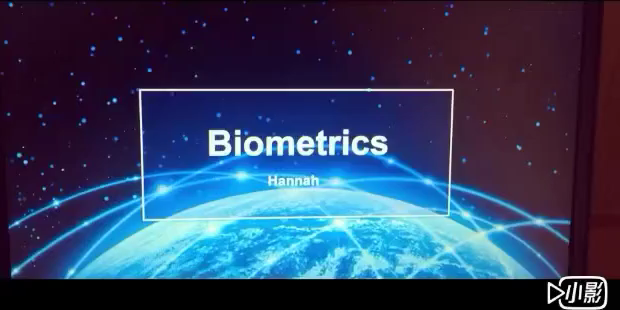 Biometrics
Hannah
小影